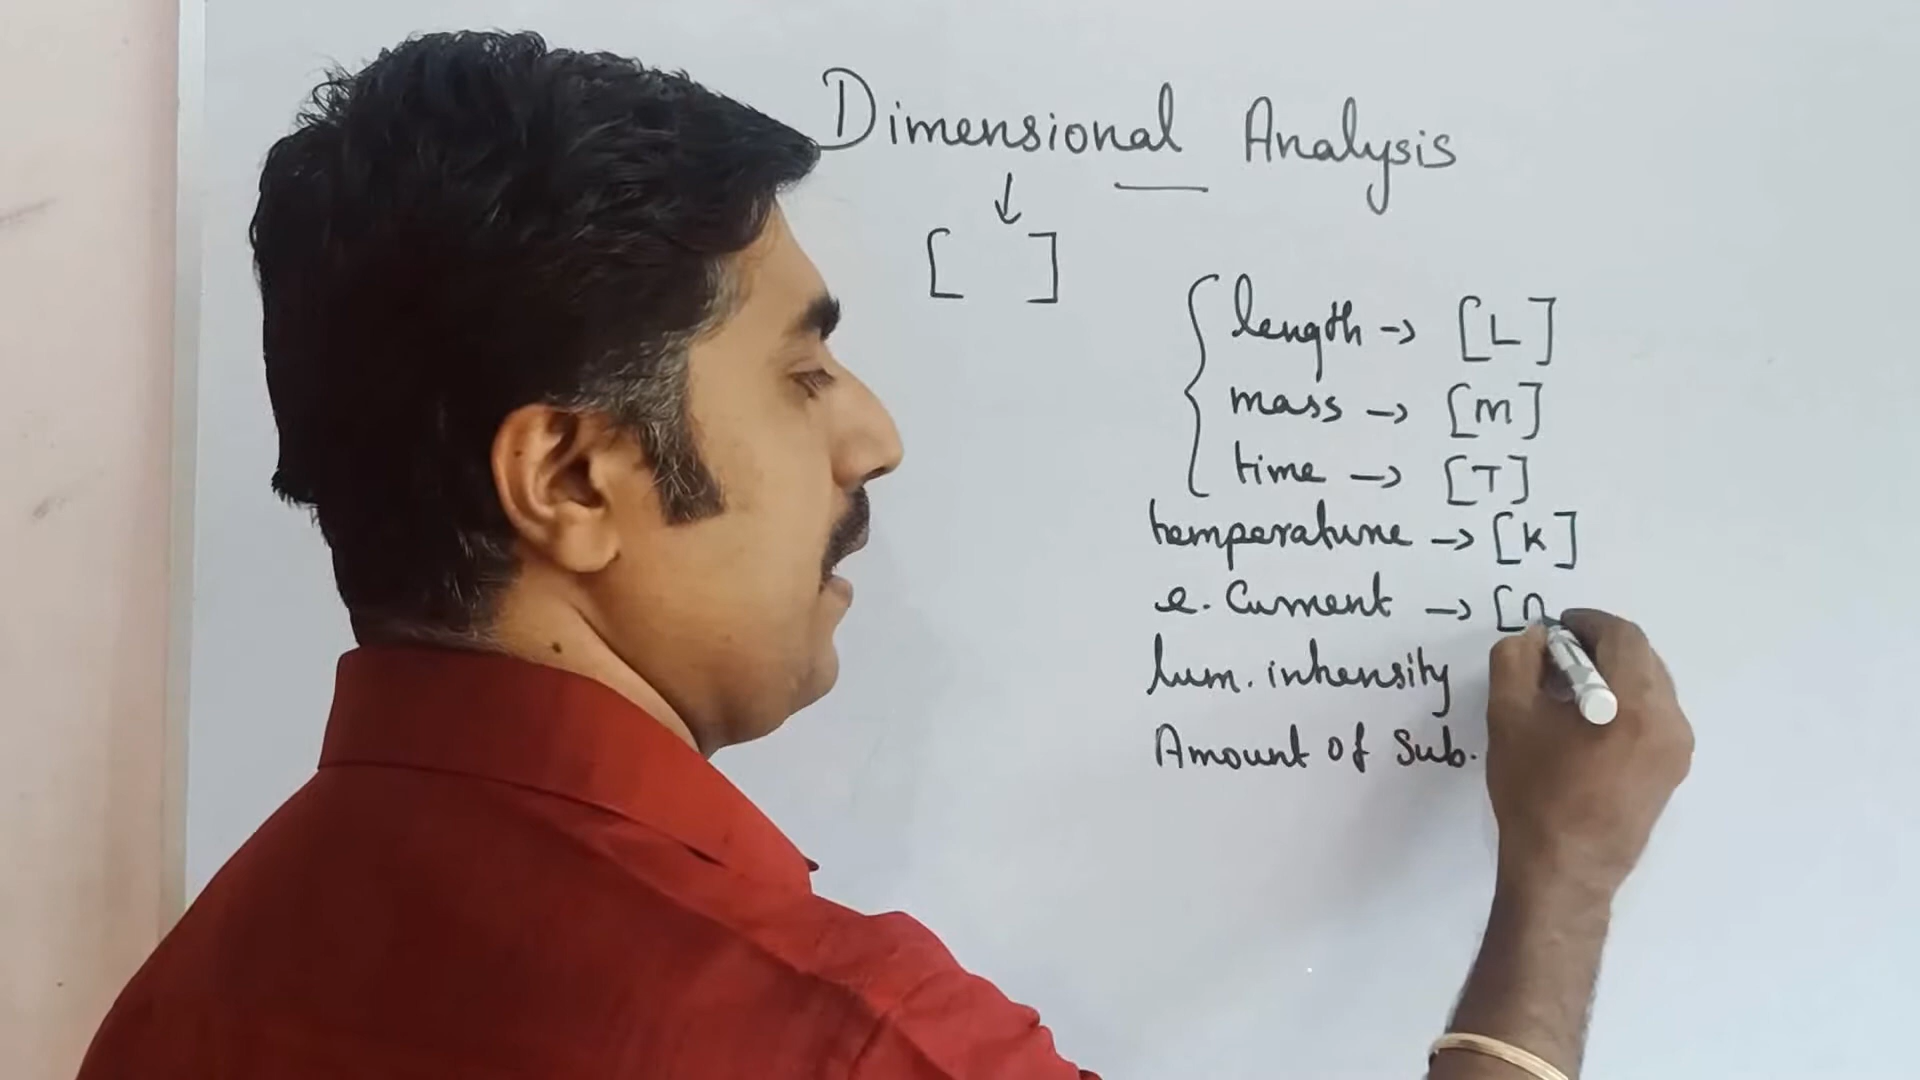 Dimensional Analysis
↓
[ ]
length → [L]
mass → [M]
time → [T]
temperature → [K]
e. Current → [A
lum. intensity
Amount of Sub.